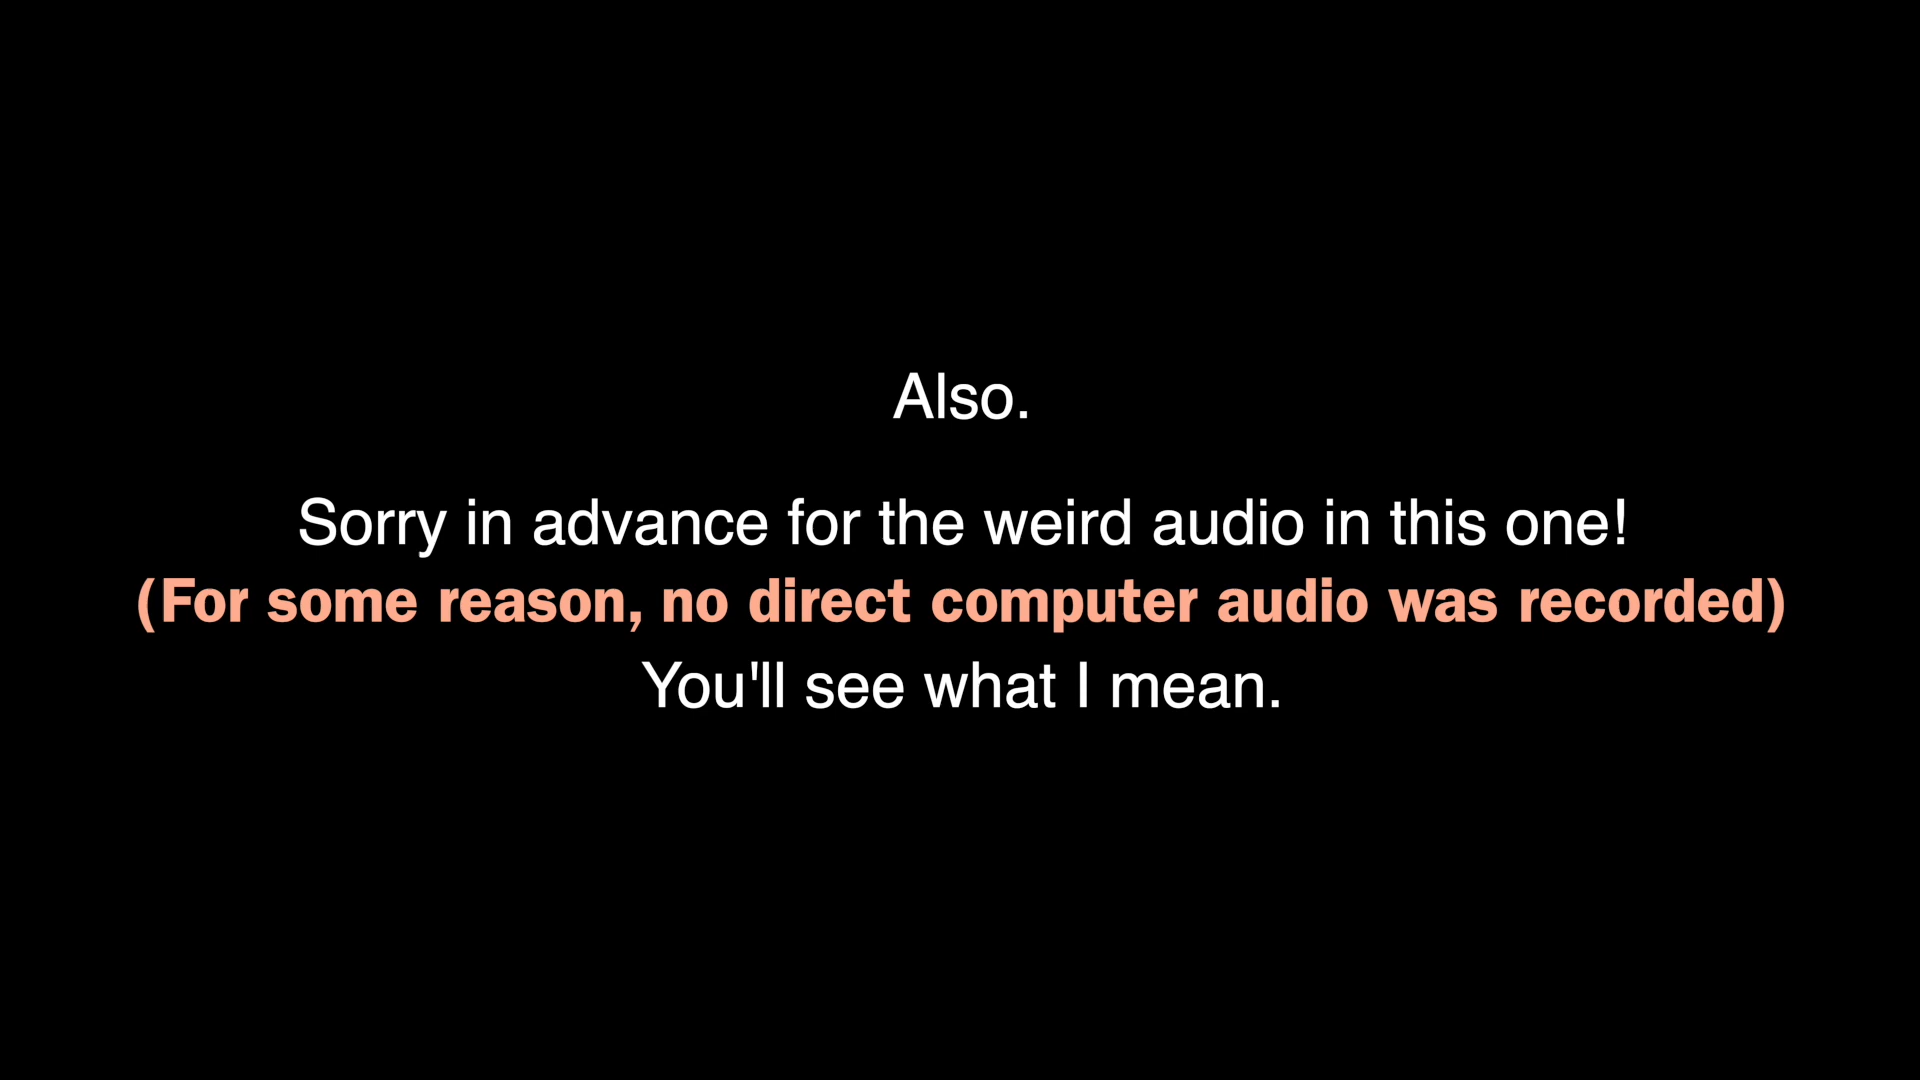 Also.
Sorry in advance for the weird audio in this one!
(For some reason, no direct computer audio was recorded)
You'll see what I mean.